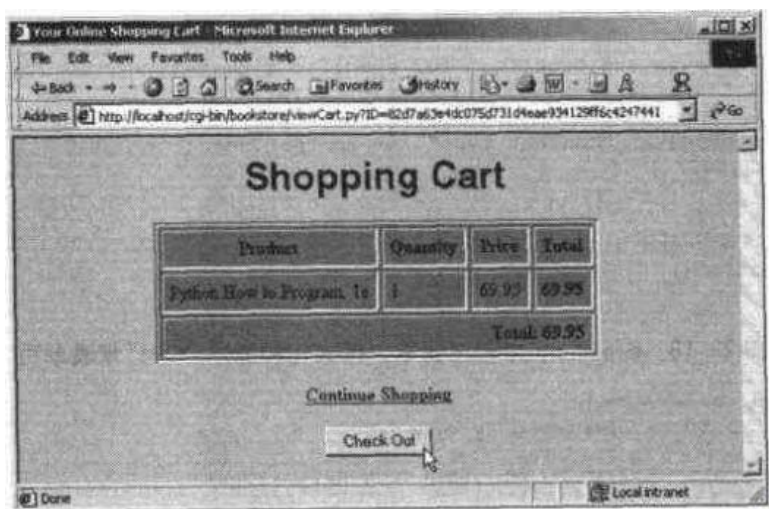 Your Online Shopping Cart - Microsoft Internet Explorer
File Edit View Favorites Tools Help
Back Search Favorites History
Address http://localhost/cgi-bin/bookstore/viewCart.py?ID=82d7a63e4dc075d731d4eae934129ff6c4247441 Go
Shopping Cart
Product Quantity Price Total
Python How to Program, 1e 1 69.95 69.95
Total: 69.95
Continue Shopping
Check Out
Done Local intranet